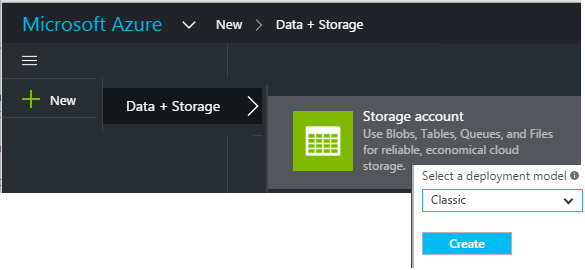 Microsoft Azure New Data + Storage
New
Data + Storage
Storage account
Use Blobs, Tables, Queues, and Files
for reliable, economical cloud
storage.
Select a deployment model
Classic
Create